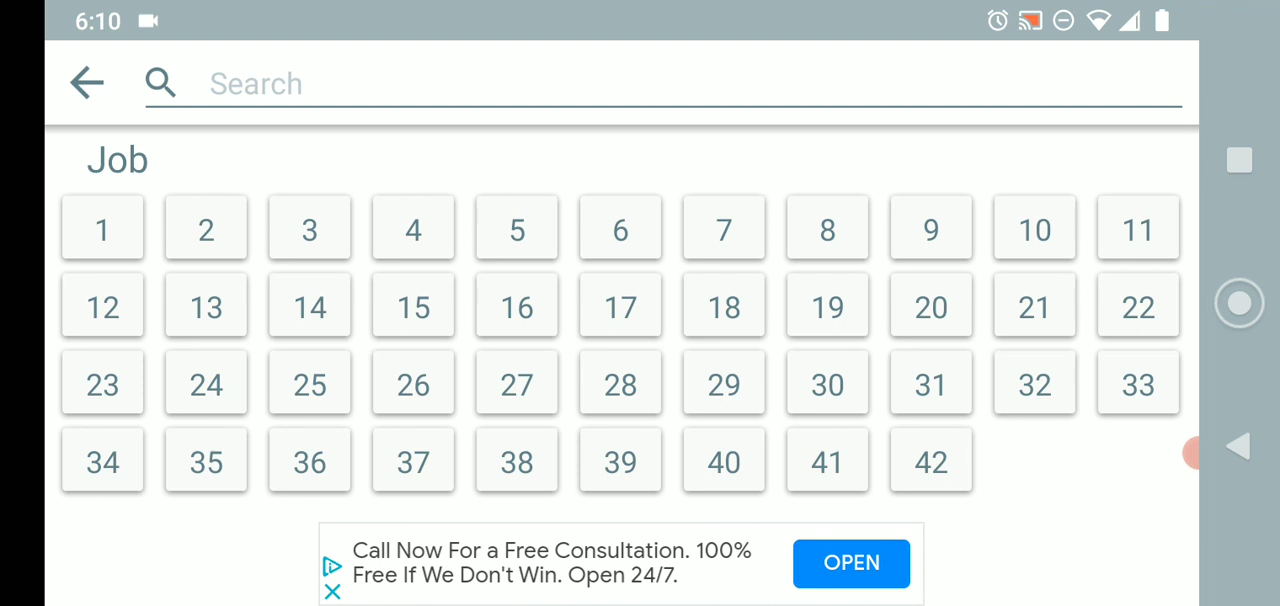 6:10
Search
Job
1 2 3 4 5 6 7 8 9 10 11
12 13 14 15 16 17 18 19 20 21 22
23 24 25 26 27 28 29 30 31 32 33
34 35 36 37 38 39 40 41 42
Call Now For a Free Consultation. 100%
Free If We Don't Win. Open 24/7.
OPEN